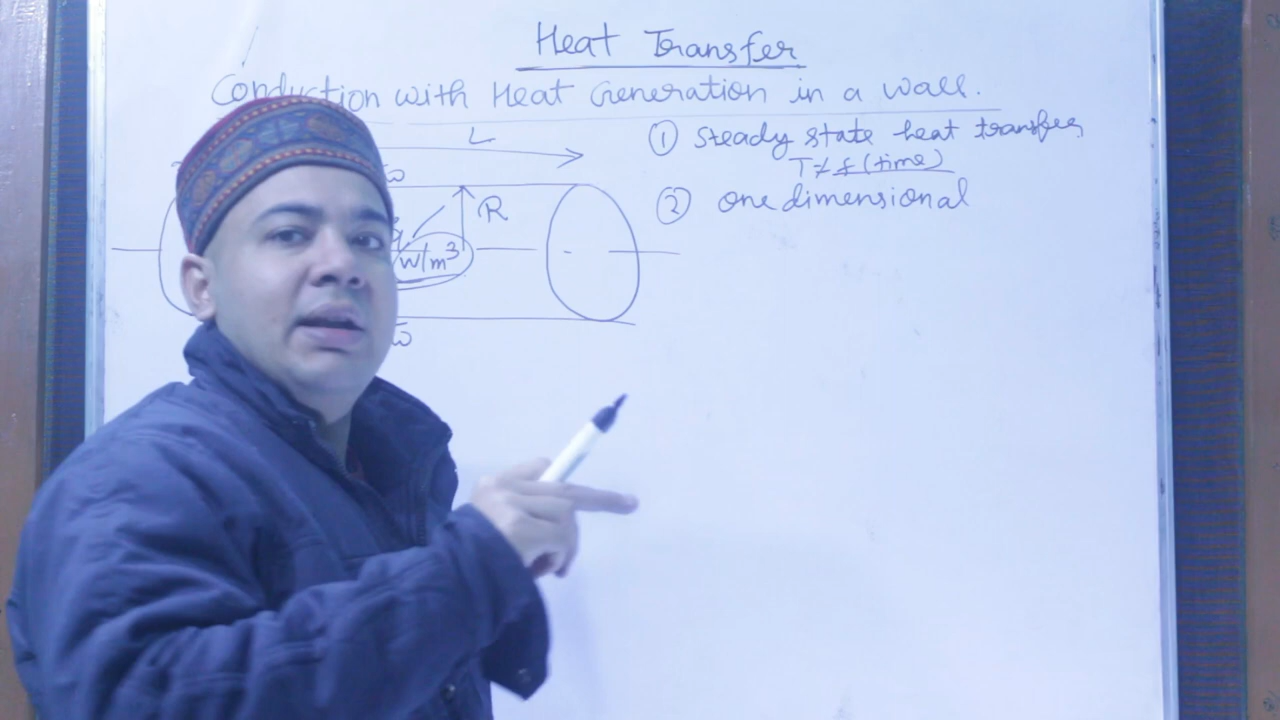 Heat Transfer
Conduction with Heat Generation in a wall.
L
① Steady state heat transfer
T≠f(time)
② one dimensional
ω
R
W/m³
ω